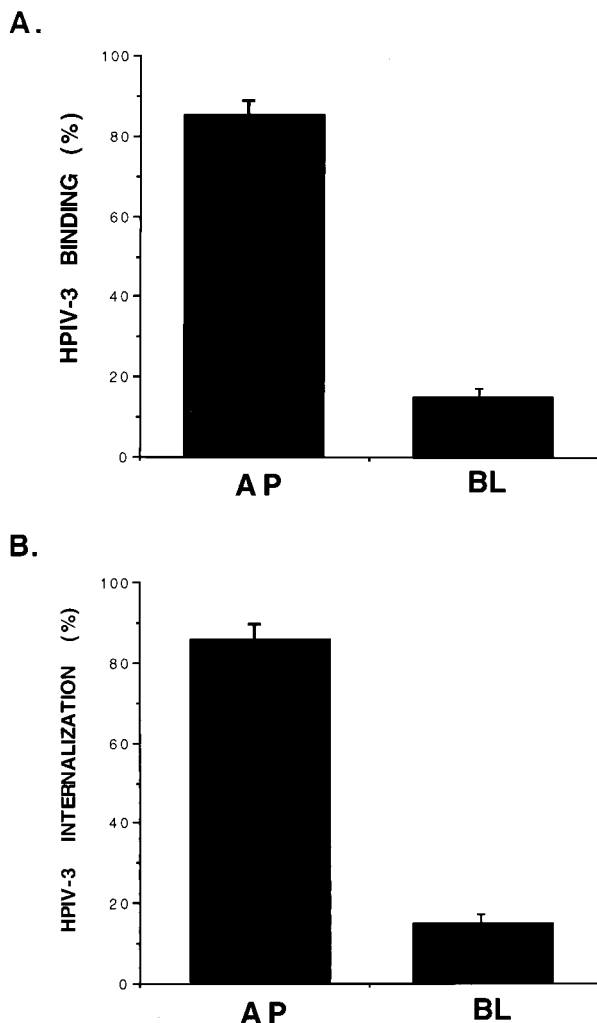 A.
HPIV-3 BINDING (%)
100
80
60
40
20
0
AP
BL
B.
HPIV-3 INTERNALIZATION (%)
100
80
60
40
20
0
AP
BL